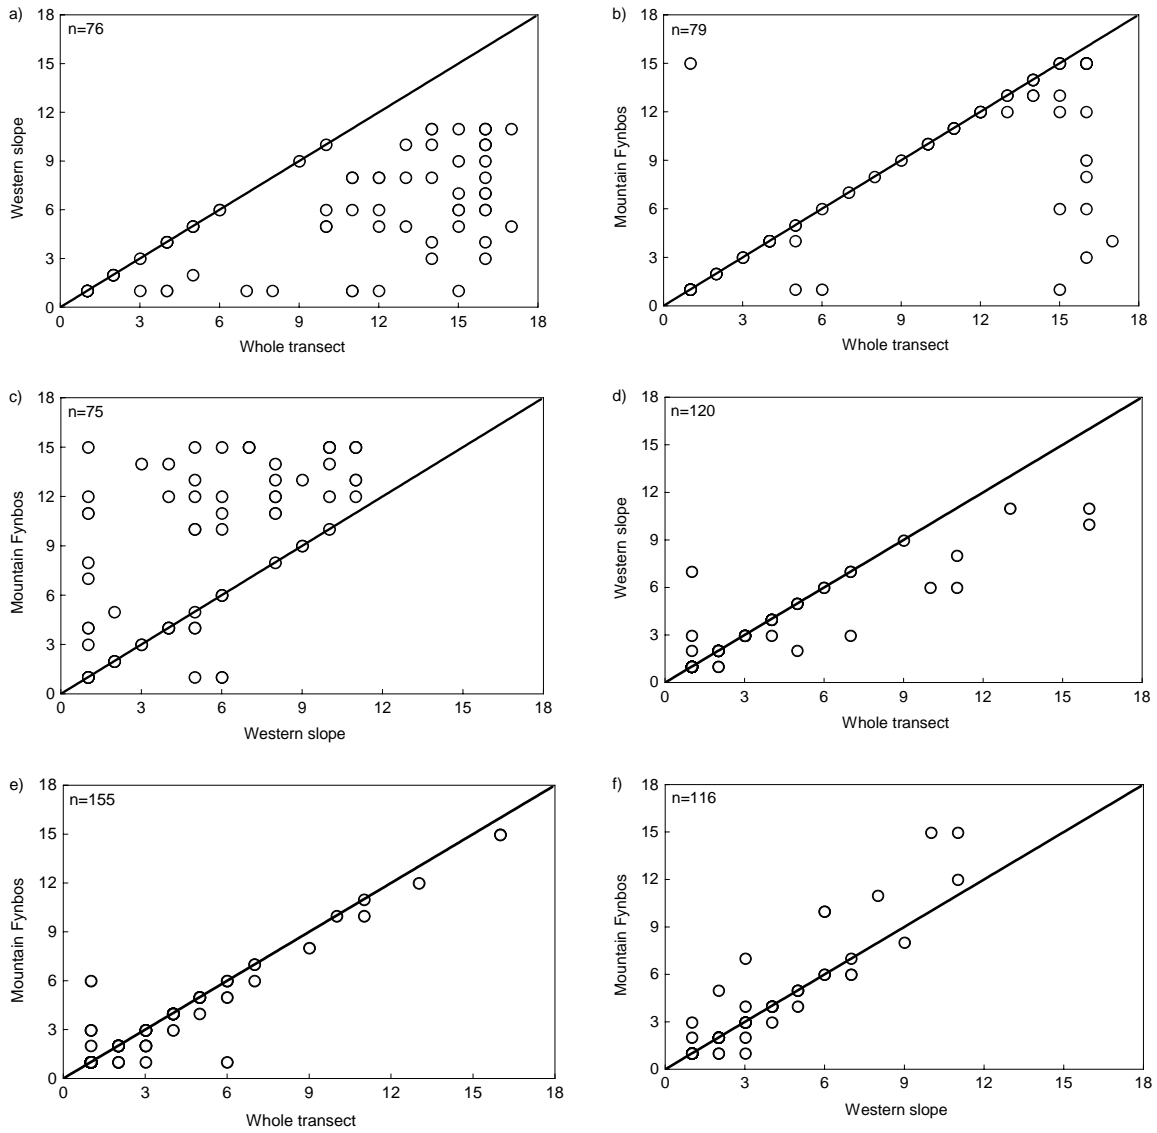 a)
n=76
18
15
12
9
6
3
0
0 3 6 9 12 15 18
Western slope
Whole transect
b)
n=79
18
15
12
9
6
3
0
0 3 6 9 12 15 18
Mountain Fynbos
Whole transect
c)
n=75
18
15
12
9
6
3
0
0 3 6 9 12 15 18
Mountain Fynbos
Western slope
d)
n=120
18
15
12
9
6
3
0
0 3 6 9 12 15 18
Western slope
Whole transect
e)
n=155
18
15
12
9
6
3
0
0 3 6 9 12 15 18
Mountain Fynbos
Whole transect
f)
n=116
18
15
12
9
6
3
0
0 3 6 9 12 15 18
Mountain Fynbos
Western slope